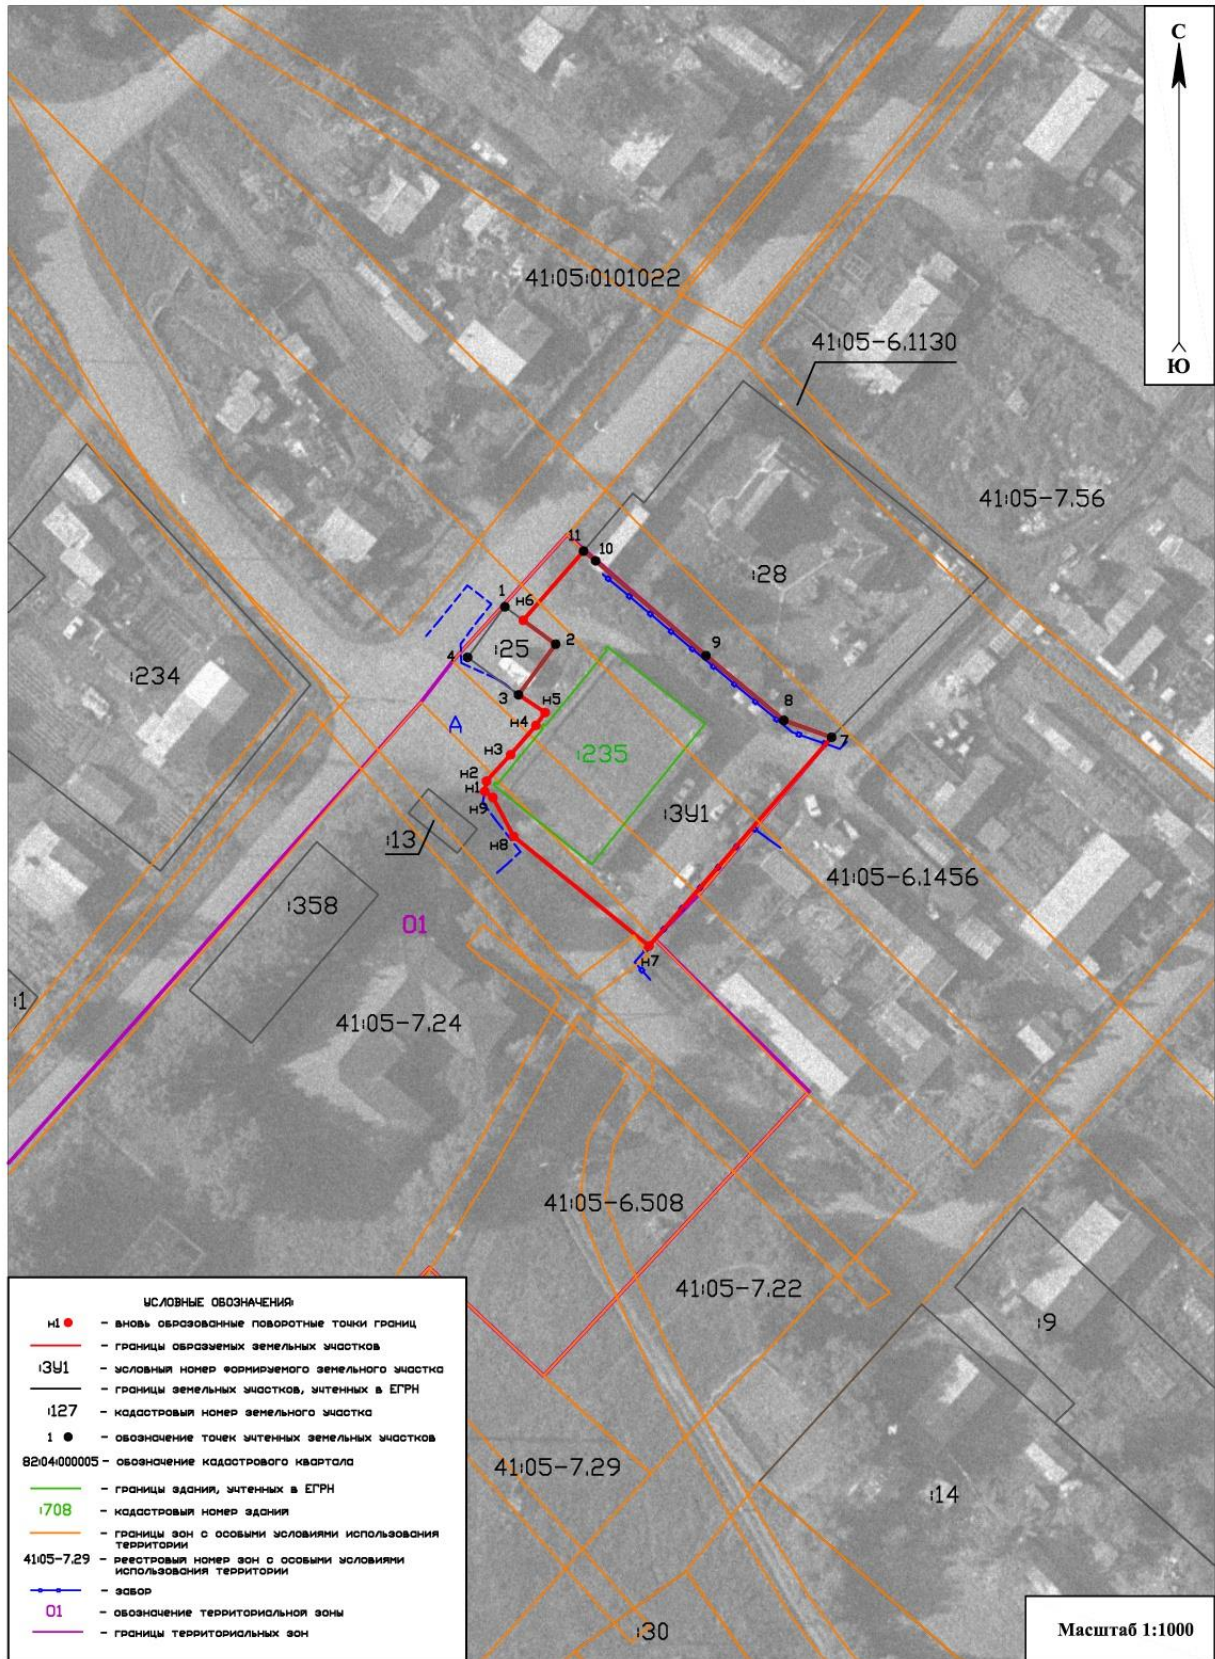 С
Ю
41:05:0101022
41:05-6.1130
41:05-7.56
11
10
:28
1
н6
2
:25
9
4
:234
3
н5
8
А
н4
7
н3
:235
н2
н1
н9
:ЗУ1
н8
:13
41:05-6.1456
:358
О1
н7
:1
41:05-7.24
41:05-6.508
41:05-7.22
:9
41:05-7.29
:14
:30
УСЛОВНЫЕ ОБОЗНАЧЕНИЯ:
н1 - вновь образованные поворотные точки границ
- границы образуемых земельных участков
:ЗУ1 - условный номер формируемого земельного участка
- границы земельных участков, учтенных в ЕГРН
:127 - кадастровый номер земельного участка
1 - обозначение точек учтенных земельных участков
82:04:000005 - обозначение кадастрового квартала
- границы зданий, учтенных в ЕГРН
:708 - кадастровый номер зданий
- границы зон с особыми условиями использования
территории
41:05-7.29 - реестровый номер зон с особыми условиями
использования территории
- забор
О1 - обозначение территориальной зоны
- границы территориальных зон
Масштаб 1:1000